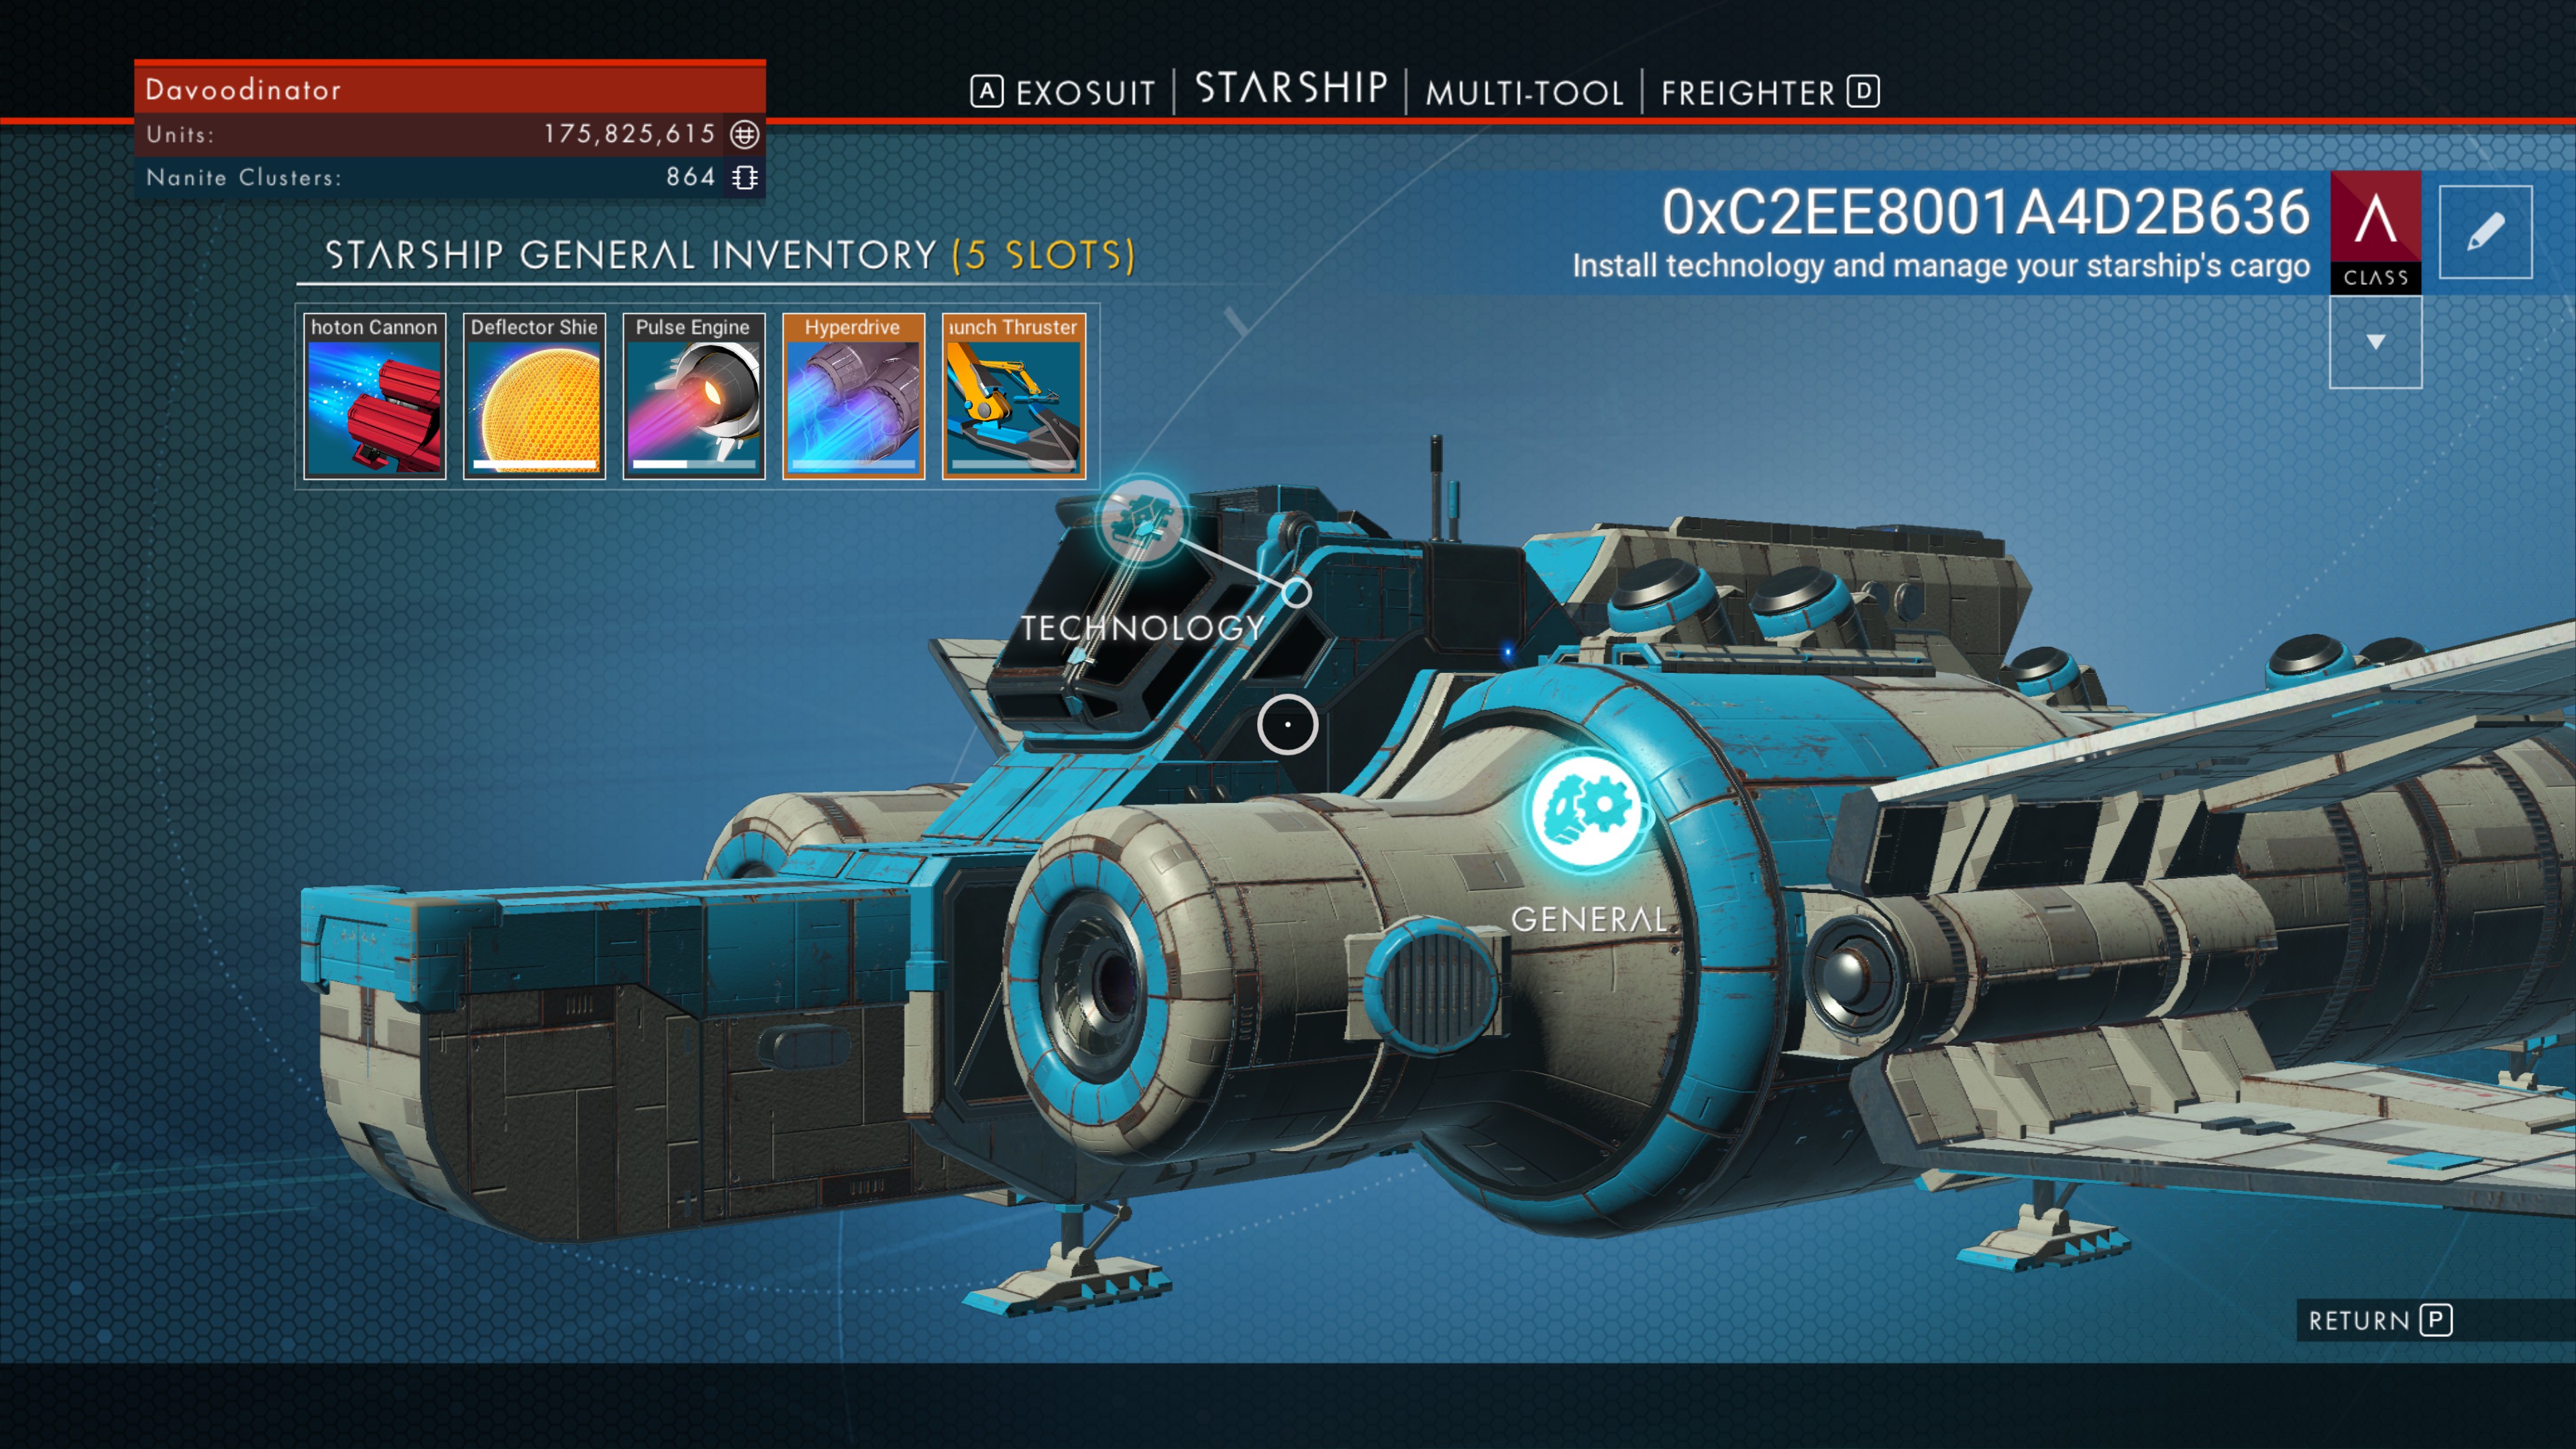 Davoodinator
Units: 175,825,615
Nanite Clusters: 864
A EXOSUIT STARSHIP MULTI-TOOL FREIGHTER D
0xC2EE8001A4D2B636
Install technology and manage your starship's cargo
A
CLASS
STARSHIP GENERAL INVENTORY (5 SLOTS)
hoton Cannon Deflector Shie Pulse Engine Hyperdrive aunch Thruster
TECHNOLOGY
GENERAL
RETURN P